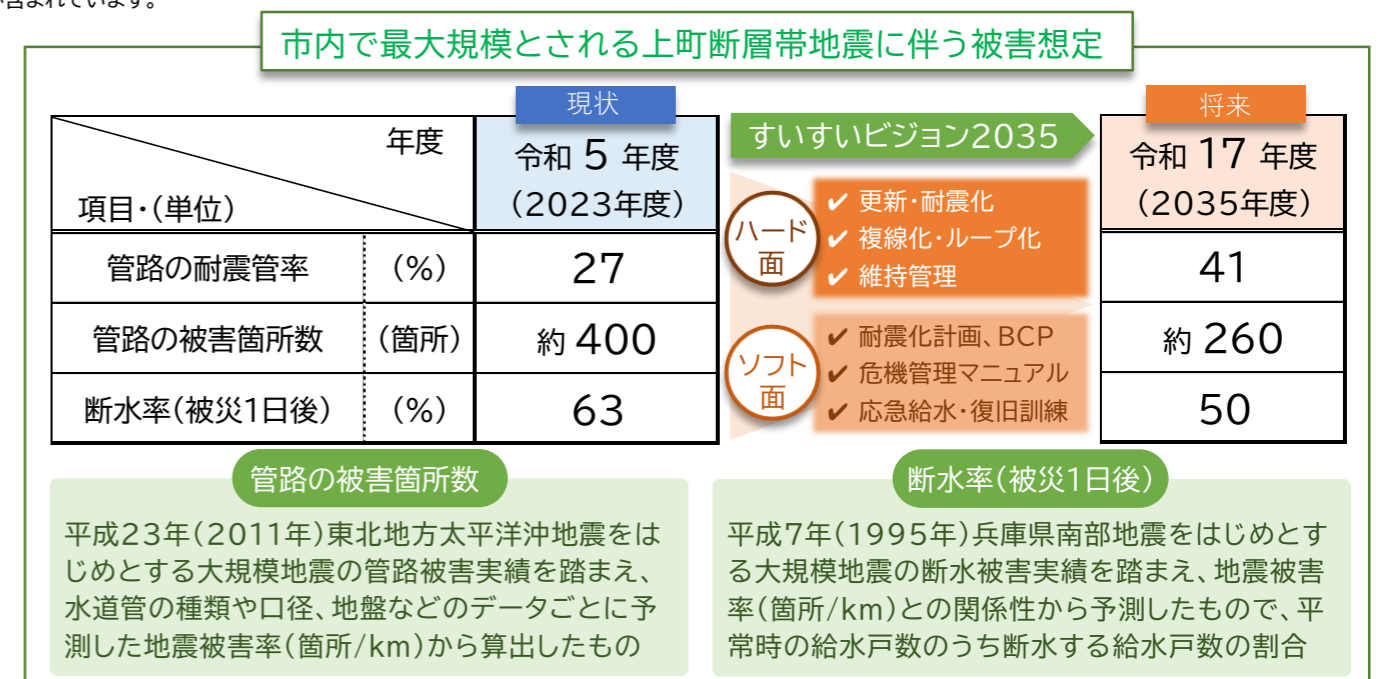 含まれています。
市内で最大規模とされる上町断層帯地震に伴う被害想定
現状
将来
年度
項目・(単位)
令和 5 年度
(2023年度)
すいすいビジョン2035
令和 17 年度
(2035年度)
ハード面
✔ 更新・耐震化
✔ 複線化・ループ化
✔ 維持管理
管路の耐震管率 (%) 27 41
管路の被害箇所数 (箇所) 約 400 約 260
断水率(被災1日後) (%) 63 50
ソフト面
✔ 耐震化計画、BCP
✔ 危機管理マニュアル
✔ 応急給水・復旧訓練
管路の被害箇所数
平成23年(2011年)東北地方太平洋沖地震をは
じめとする大規模地震の管路被害実績を踏まえ、
水道管の種類や口径、地盤などのデータごとに予
測した地震被害率(箇所/km)から算出したもの
断水率(被災1日後)
平成7年(1995年)兵庫県南部地震をはじめとす
る大規模地震の断水被害実績を踏まえ、地震被害
率(箇所/km)との関係性から予測したもので、平
常時の給水戸数のうち断水する給水戸数の割合